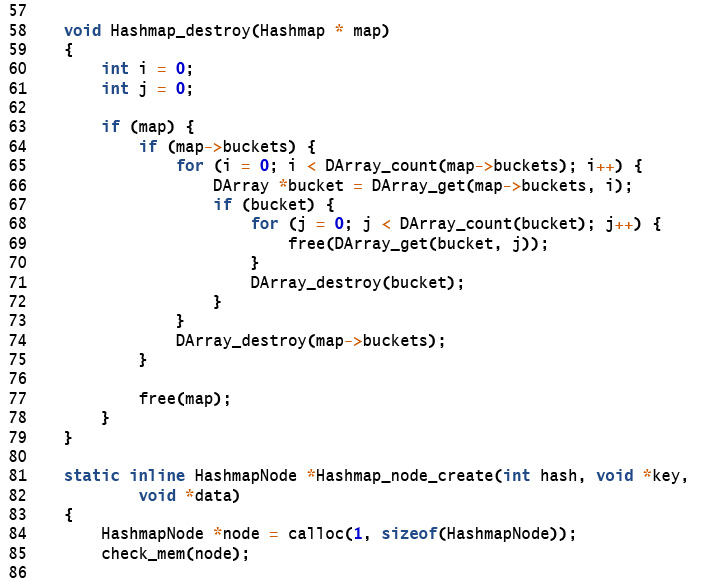 57
58 void Hashmap_destroy(Hashmap * map)
59 {
60     int i = 0;
61     int j = 0;
62
63     if (map) {
64         if (map->buckets) {
65             for (i = 0; i < DArray_count(map->buckets); i++) {
66                 DArray *bucket = DArray_get(map->buckets, i);
67                 if (bucket) {
68                     for (j = 0; j < DArray_count(bucket); j++) {
69                         free(DArray_get(bucket, j));
70                     }
71                     DArray_destroy(bucket);
72                 }
73             }
74             DArray_destroy(map->buckets);
75         }
76
77         free(map);
78     }
79 }
80
81 static inline HashmapNode *Hashmap_node_create(int hash, void *key,
82         void *data)
83 {
84     HashmapNode *node = calloc(1, sizeof(HashmapNode));
85     check_mem(node);
86